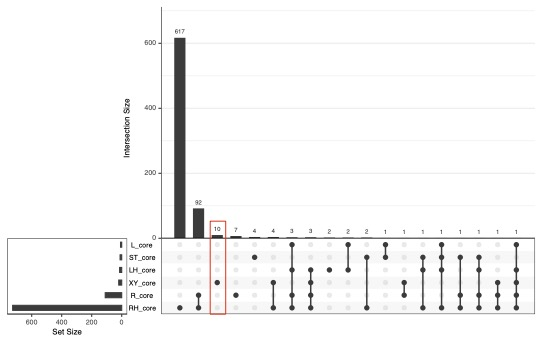 617
600
400
200
0
Intersection Size
92
10
7
4
4
3
3
2
2
2
1
1
1
1
1
1
1
1
L_core
ST_core
LH_core
XY_core
R_core
RH_core
600 400 200 0
Set Size